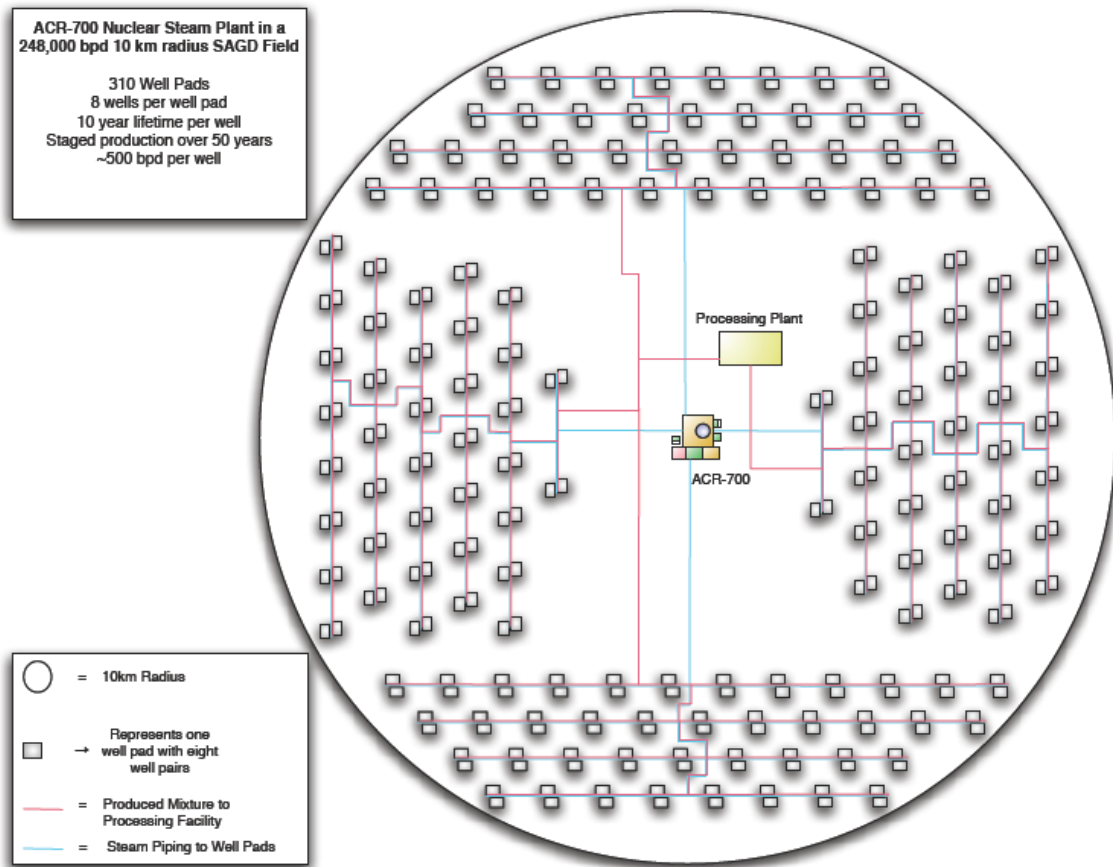 ACR-700 Nuclear Steam Plant in a
248,000 bpd 10 km radius SAGD Field
310 Well Pads
8 wells per well pad
10 year lifetime per well
Staged production over 50 years
~500 bpd per well
Processing Plant
ACR-700
= 10km Radius
→ Represents one
well pad with eight
well pairs
= Produced Mixture to
Processing Facility
= Steam Piping to Well Pads